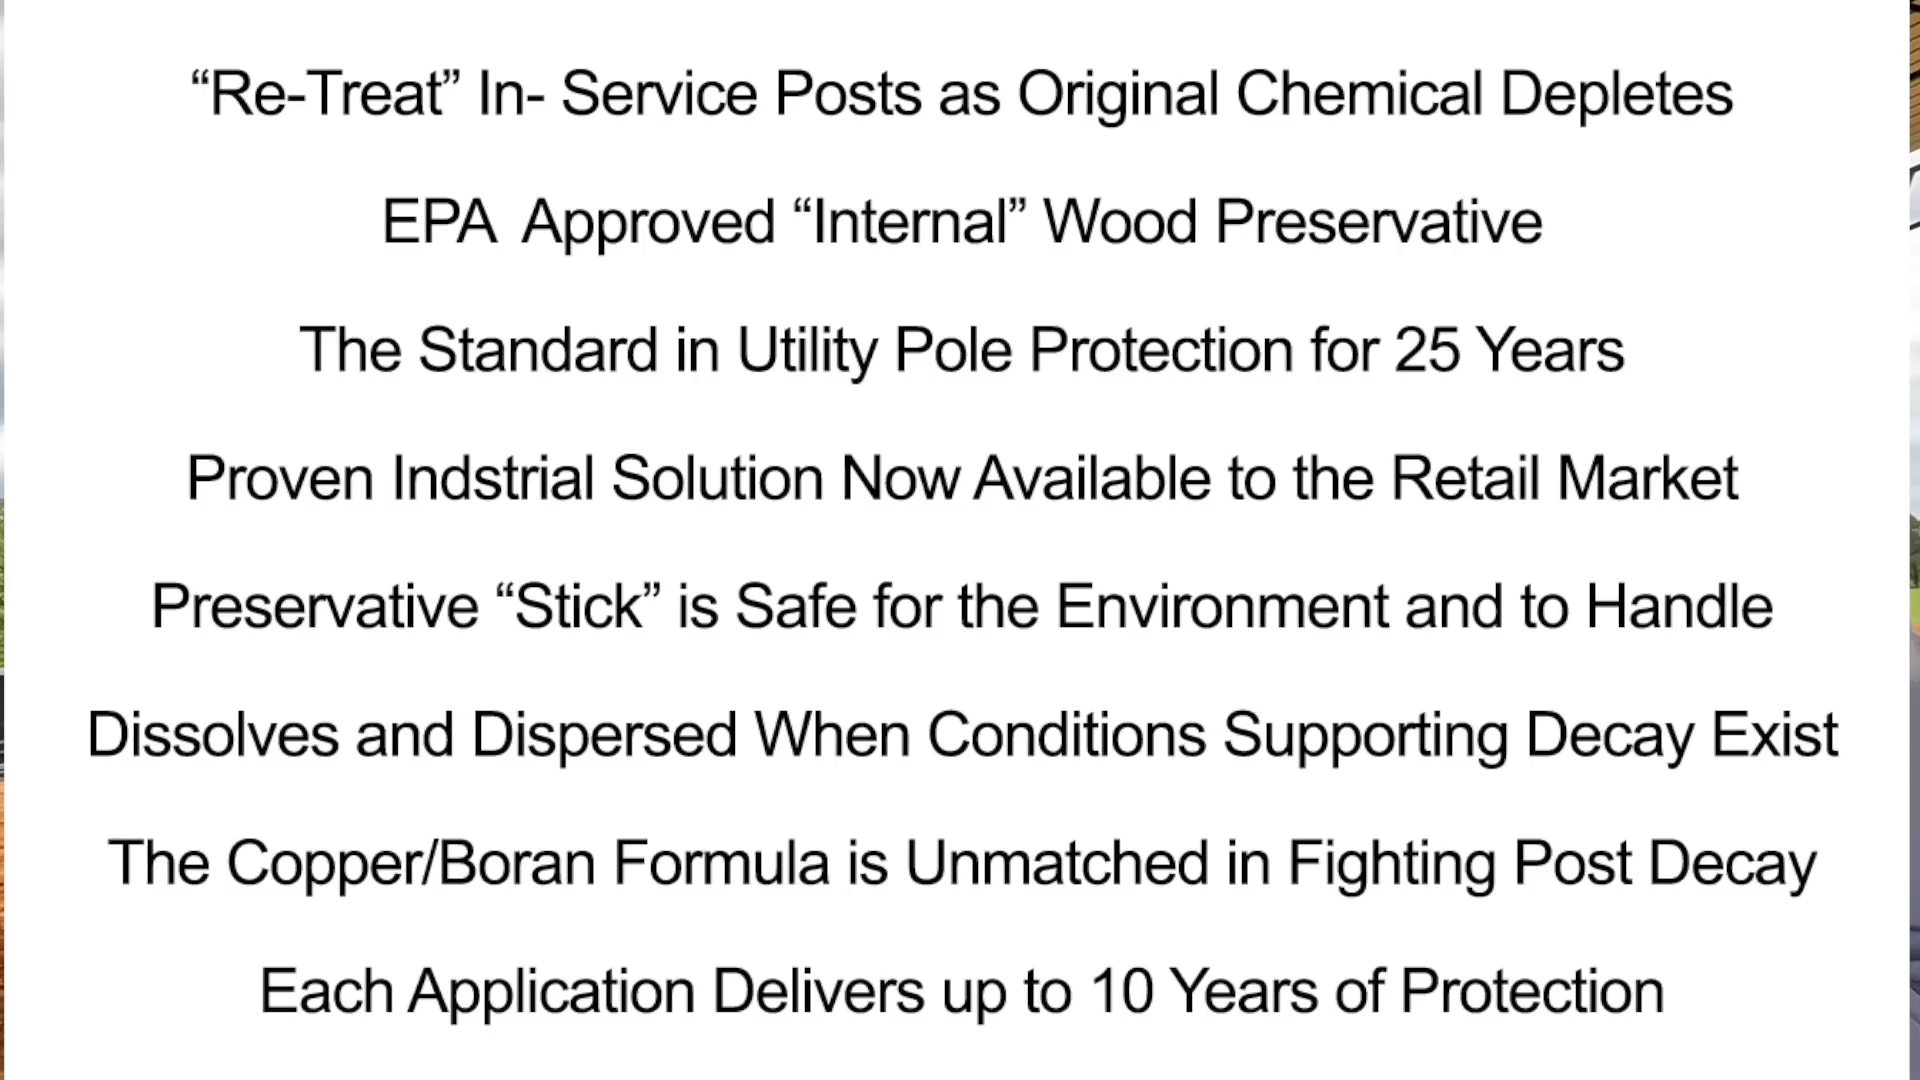 “Re-Treat” In- Service Posts as Original Chemical Depletes
EPA  Approved “Internal” Wood Preservative
The Standard in Utility Pole Protection for 25 Years
Proven Indstrial Solution Now Available to the Retail Market
Preservative “Stick” is Safe for the Environment and to Handle
Dissolves and Dispersed When Conditions Supporting Decay Exist
The Copper/Boran Formula is Unmatched in Fighting Post Decay
Each Application Delivers up to 10 Years of Protection